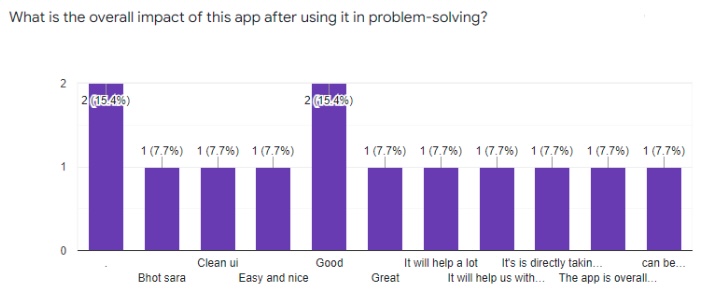 What is the overall impact of this app after using it in problem-solving?
2
2 (15.4%)
2 (15.4%)
1 (7.7%) 1 (7.7%) 1 (7.7%) 1 (7.7%) 1 (7.7%) 1 (7.7%) 1 (7.7%) 1 (7.7%) 1 (7.7%)
1
0
. Clean ui Good It will help a lot It's is directly takin... can be...
Bhot sara Easy and nice Great It will help us with... The app is overall...